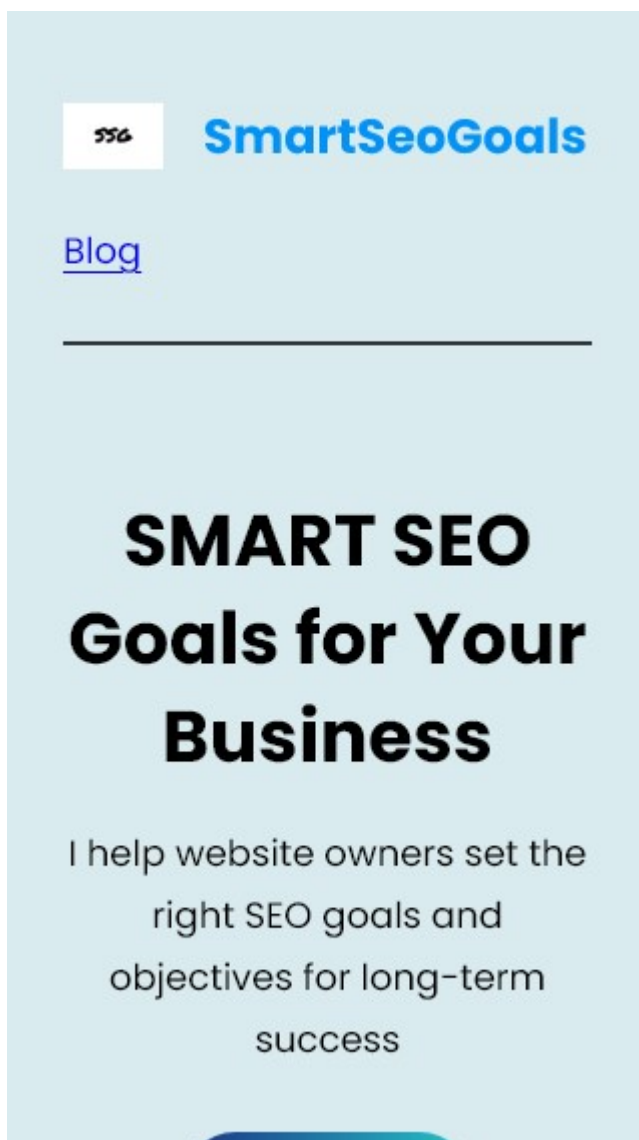 SSG
SmartSeoGoals
Blog
SMART SEO
Goals for Your
Business
I help website owners set the
right SEO goals and
objectives for long-term
success